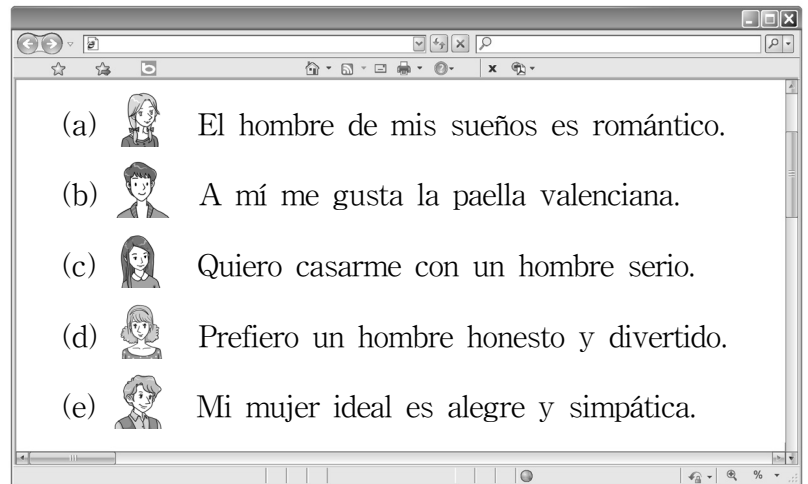 (a) El hombre de mis sueños es romántico.
(b) A mí me gusta la paella valenciana.
(c) Quiero casarme con un hombre serio.
(d) Prefiero un hombre honesto y divertido.
(e) Mi mujer ideal es alegre y simpática.